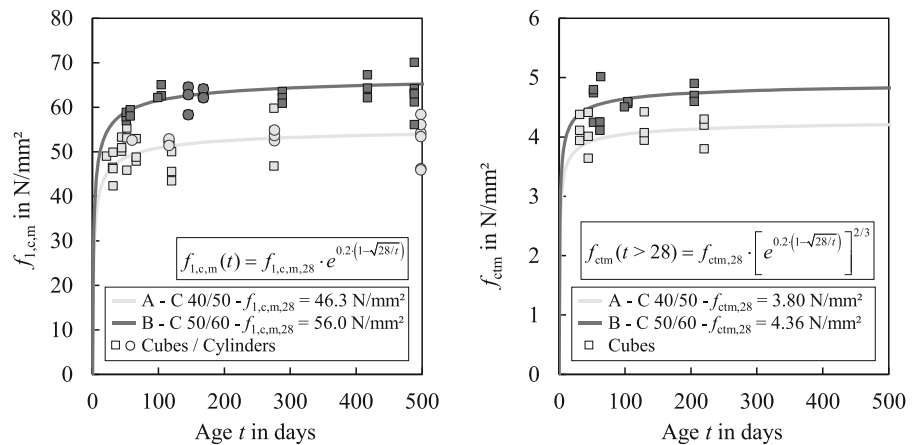 f1,c,m in N/mm²
80
70
60
50
40
30
20
10
0
f1,c,m(t) = f1,c,m,28 · e^0.2·(1−√28/t)
A - C 40/50 - f1,c,m,28 = 46.3 N/mm²
B - C 50/60 - f1,c,m,28 = 56.0 N/mm²
Cubes / Cylinders
0 100 200 300 400 500
Age t in days
fctm in N/mm²
6
5
4
3
2
1
0
fctm(t > 28) = fctm,28 · [e^0.2·(1−√28/t)]^2/3
A - C 40/50 - fctm,28 = 3.80 N/mm²
B - C 50/60 - fctm,28 = 4.36 N/mm²
Cubes
0 100 200 300 400 500
Age t in days